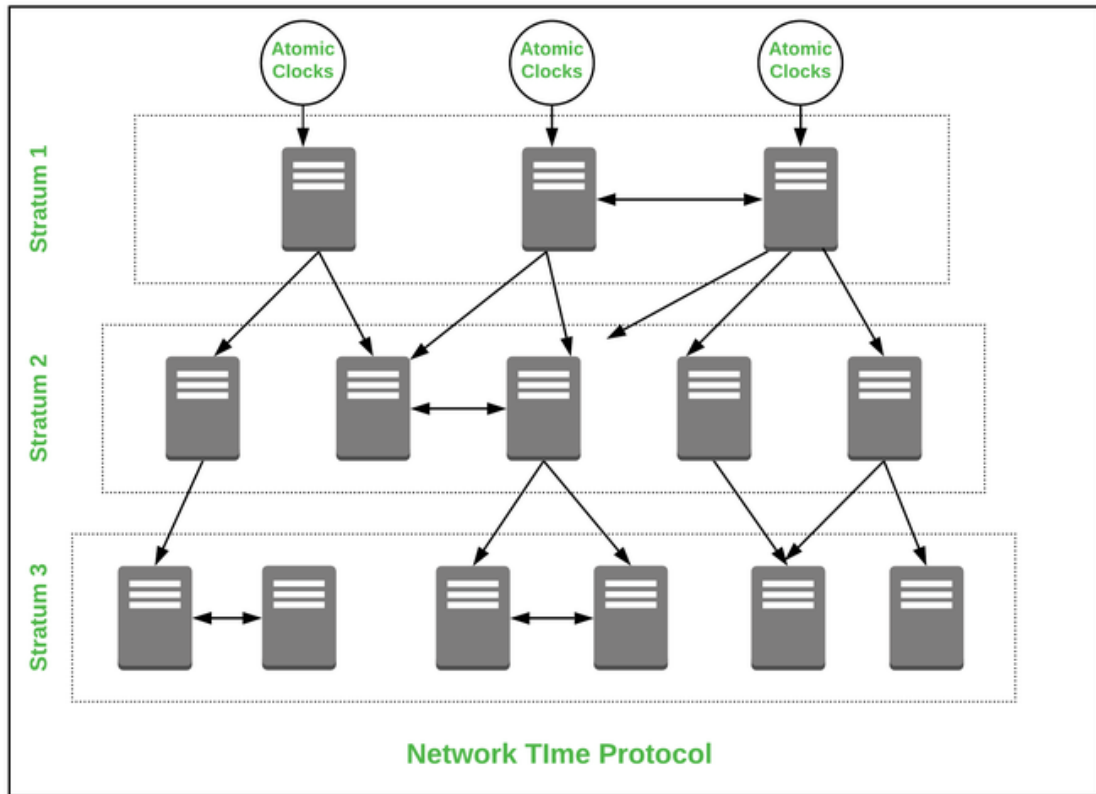 Atomic
Clocks
Atomic
Clocks
Atomic
Clocks
Stratum 1
Stratum 2
Stratum 3
Network TIme Protocol